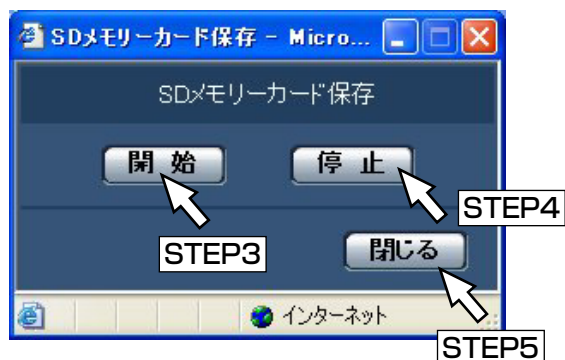 SDメモリーカード保存 - Micro...
SDメモリーカード保存
開 始
停 止
STEP4
STEP3
閉じる
インターネット
STEP5